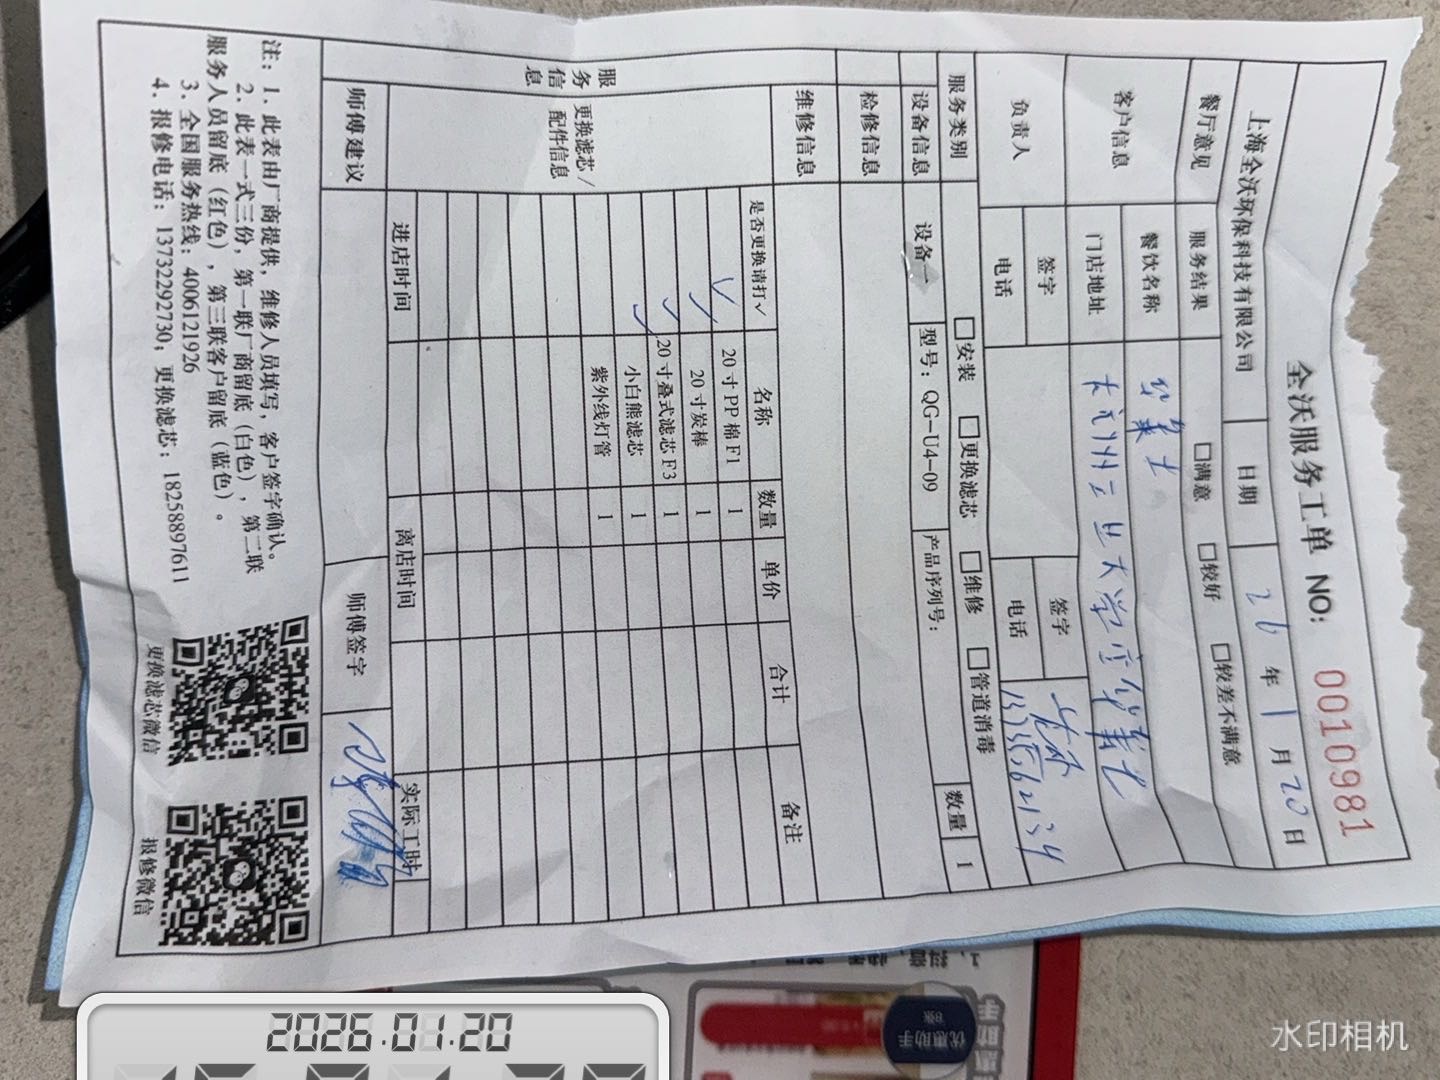 全沃服务工单 NO: 0010981
上海全沃环保科技有限公司 日期 26 年 1 月 20 日
餐厅意见 服务结果 □满意 □较好 □较差不满意
客户信息 餐饮名称 华莱士
门店地址 大学 华莱士
负责人 签字 签字
电话 电话
服务类别 □安装 □更换滤芯 □维修 □管道消毒
设备信息 设备一 型号: QG-U4-09 产品序列号: 数量 1
检修信息
维修信息
服务信息
更换滤芯/配件信息
是否更换请打✓ 名称 数量 单价 合计 备注
✓ 20寸PP棉F1 1
✓ 20寸炭棒 1
✓ 20寸叠式滤芯F3 1
✓ 小白熊滤芯 1
紫外线灯管 1
进店时间 离店时间 实际工时
师傅建议 师傅签字
注: 1. 此表由厂商提供, 维修人员填写, 客户签字确认。
2. 此表一式三份, 第一联厂商留底 (白色), 第二联
服务人员留底 (红色), 第三联客户留底 (蓝色)。
3. 全国服务热线: 4006121926
4. 报修电话: 13732292730, 更换滤芯: 18258897611
更换滤芯微信
报修微信
优惠助手
2026.01.20
水印相机